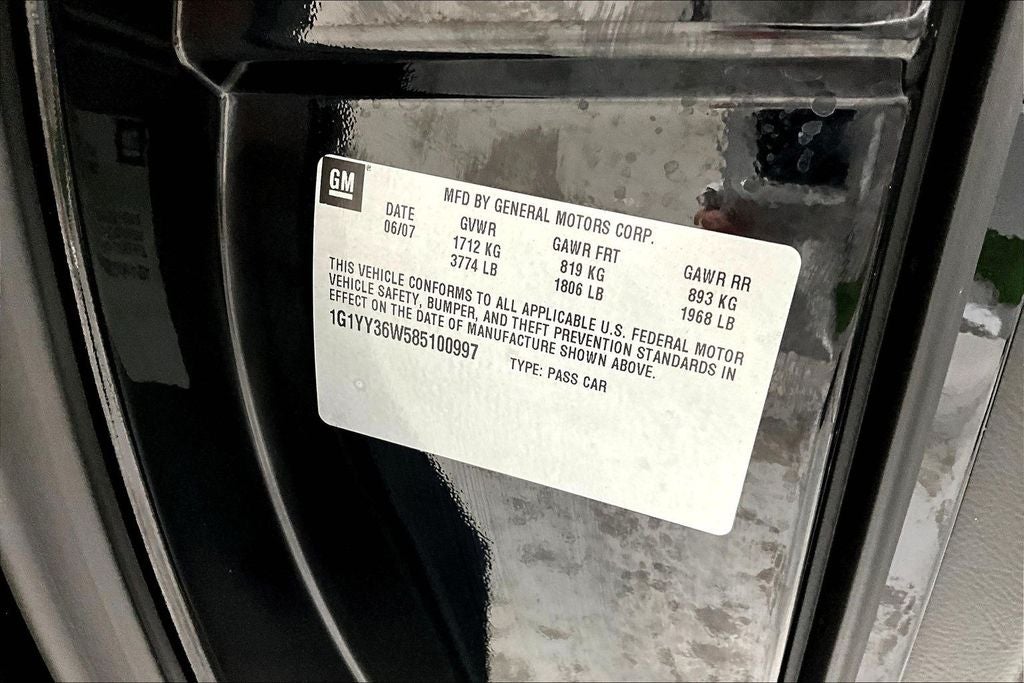 GM
MFD BY GENERAL MOTORS CORP.
DATE GVWR GAWR FRT GAWR RR
06/07 1712 KG 819 KG 893 KG
3774 LB 1806 LB 1968 LB
THIS VEHICLE CONFORMS TO ALL APPLICABLE U.S. FEDERAL MOTOR
VEHICLE SAFETY, BUMPER, AND THEFT PREVENTION STANDARDS IN
EFFECT ON THE DATE OF MANUFACTURE SHOWN ABOVE.
1G1YY36W585100997 TYPE: PASS CAR